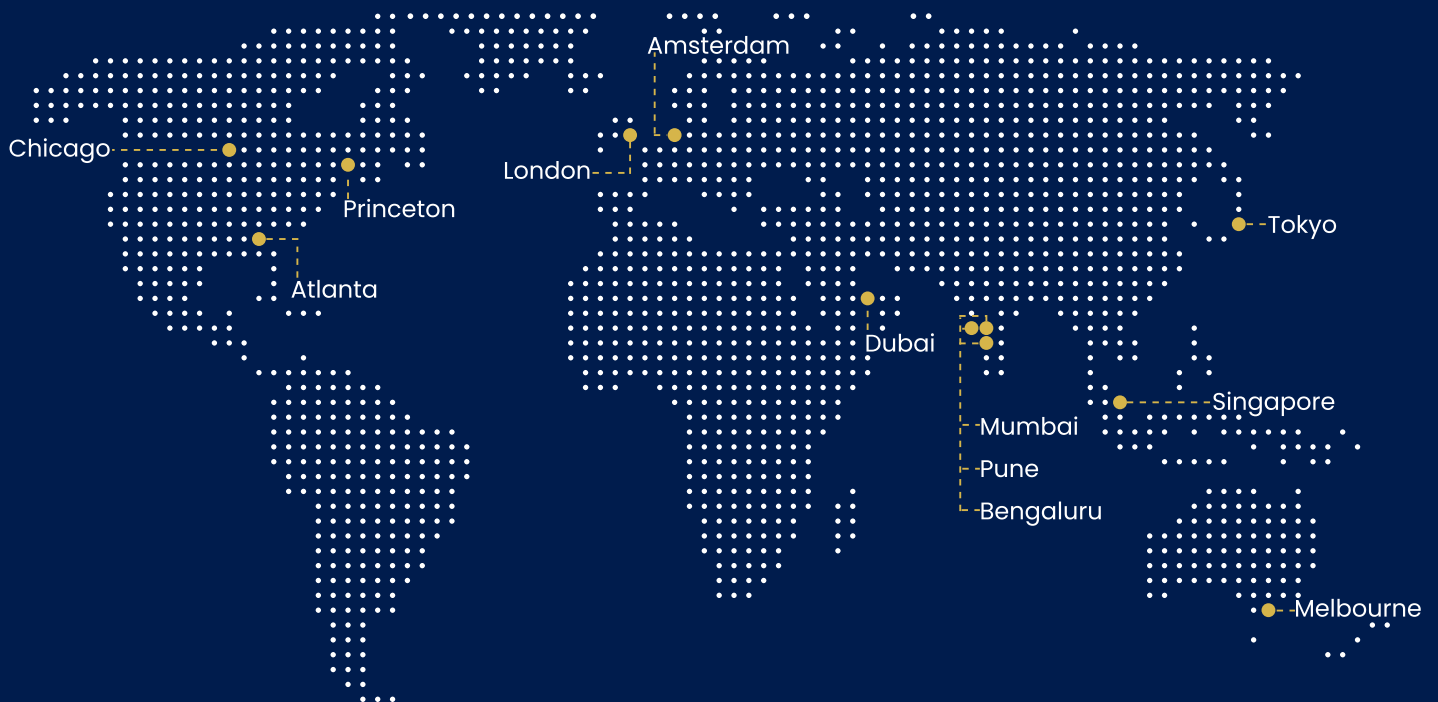 Amsterdam
Chicago
London
Princeton
Tokyo
Atlanta
Dubai
Singapore
Mumbai
Pune
Bengaluru
Melbourne